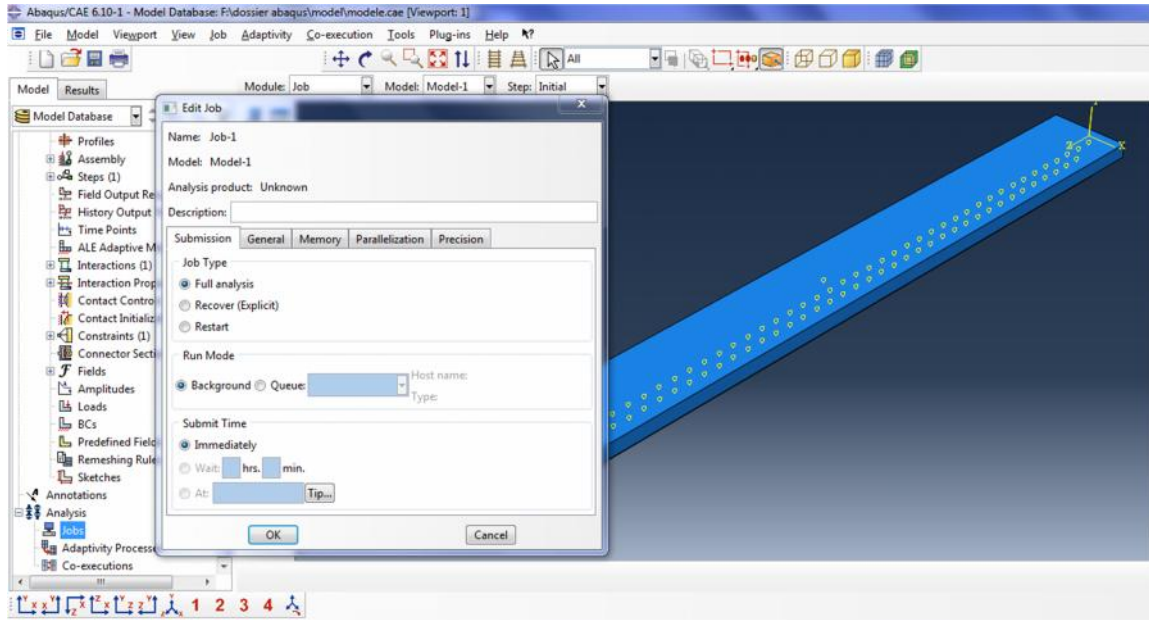 Abaqus/CAE 6.10-1 - Model Database: F:\dossier abaqus\model\modele.cae [Viewport: 1]
File Model Viewport View Job Adaptivity Co-execution Tools Plug-ins Help
All
Model Results
Module: Job Model: Model-1 Step: Initial
Model Database
Profiles
Assembly
Steps (1)
Field Output Re
History Output
Time Points
ALE Adaptive M
Interactions (1)
Interaction Prop
Contact Contro
Contact Initializ
Constraints (1)
Connector Secti
Fields
Amplitudes
Loads
BCs
Predefined Field
Remeshing Rule
Sketches
Annotations
Analysis
Jobs
Adaptivity Processe
Co-executions
Edit Job
Name: Job-1
Model: Model-1
Analysis product: Unknown
Description:
Submission General Memory Parallelization Precision
Job Type
Full analysis
Recover (Explicit)
Restart
Run Mode
Background Queue: Host name:
Type:
Submit Time
Immediately
Wait: hrs. min.
At: Tip...
OK Cancel
Z X
1 2 3 4